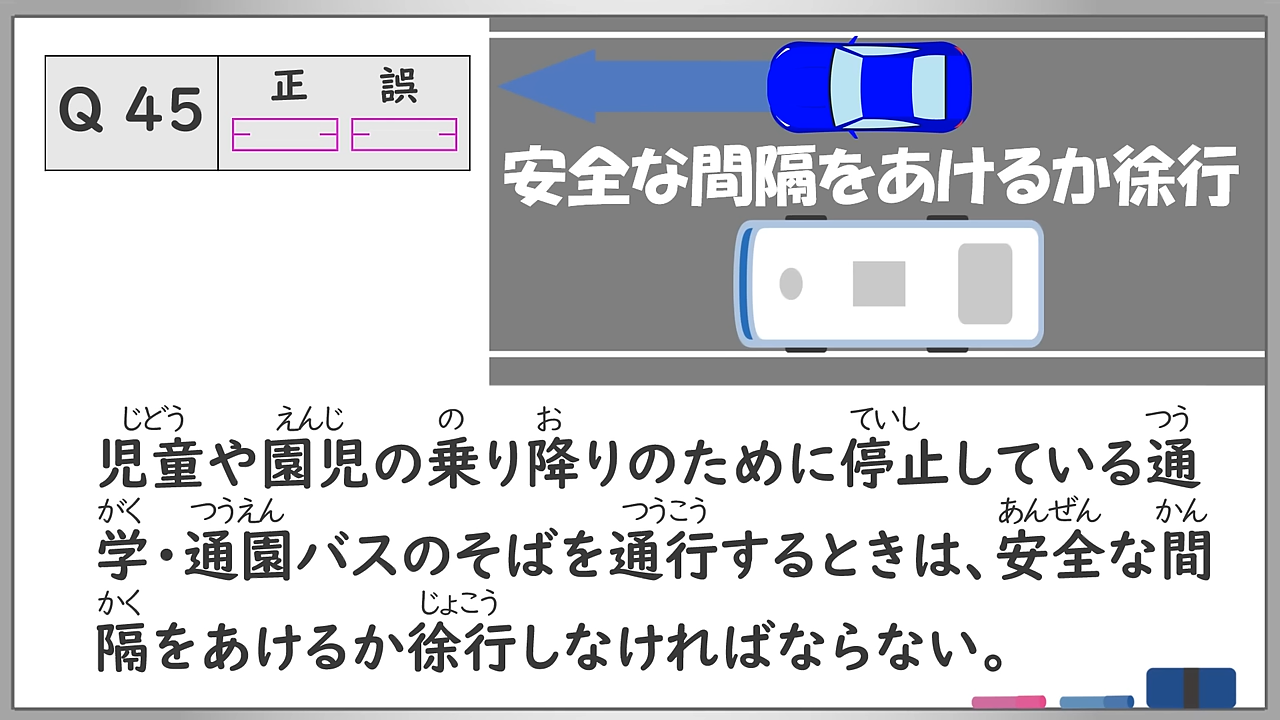 Q 45
正 誤
安全な間隔をあけるか徐行
じどう えんじ の お ていし つう
児童や園児の乗り降りのために停止している通
がく つうえん つうこう あんぜん かん
学・通園バスのそばを通行するときは、安全な間
かく じょこう
隔をあけるか徐行しなければならない。